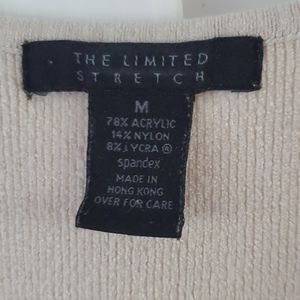 THE LIMITED
STRETCH
M
78% ACRYLIC
14% NYLON
8% LYCRA ®
spandex
MADE IN
HONG KONG
OVER FOR CARE